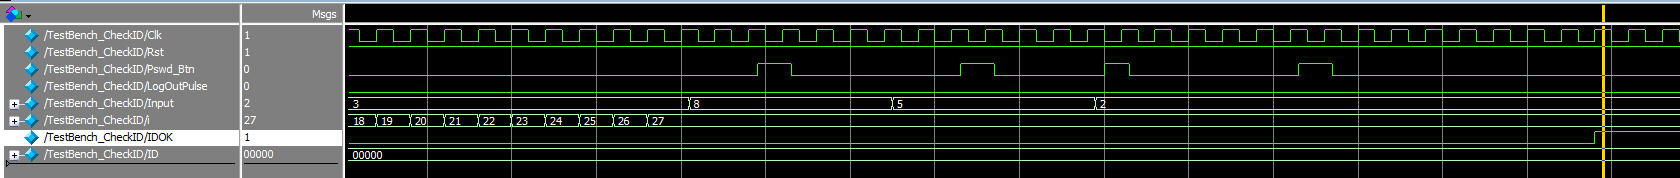 Msgs
/TestBench_CheckID/Clk 1
/TestBench_CheckID/Rst 1
/TestBench_CheckID/Pswd_Btn 0
/TestBench_CheckID/LogOutPulse 0
/TestBench_CheckID/Input 2 3 8 5 2
/TestBench_CheckID/i 27 18 19 20 21 22 23 24 25 26 27
/TestBench_CheckID/IDOK 1
/TestBench_CheckID/ID 00000 00000